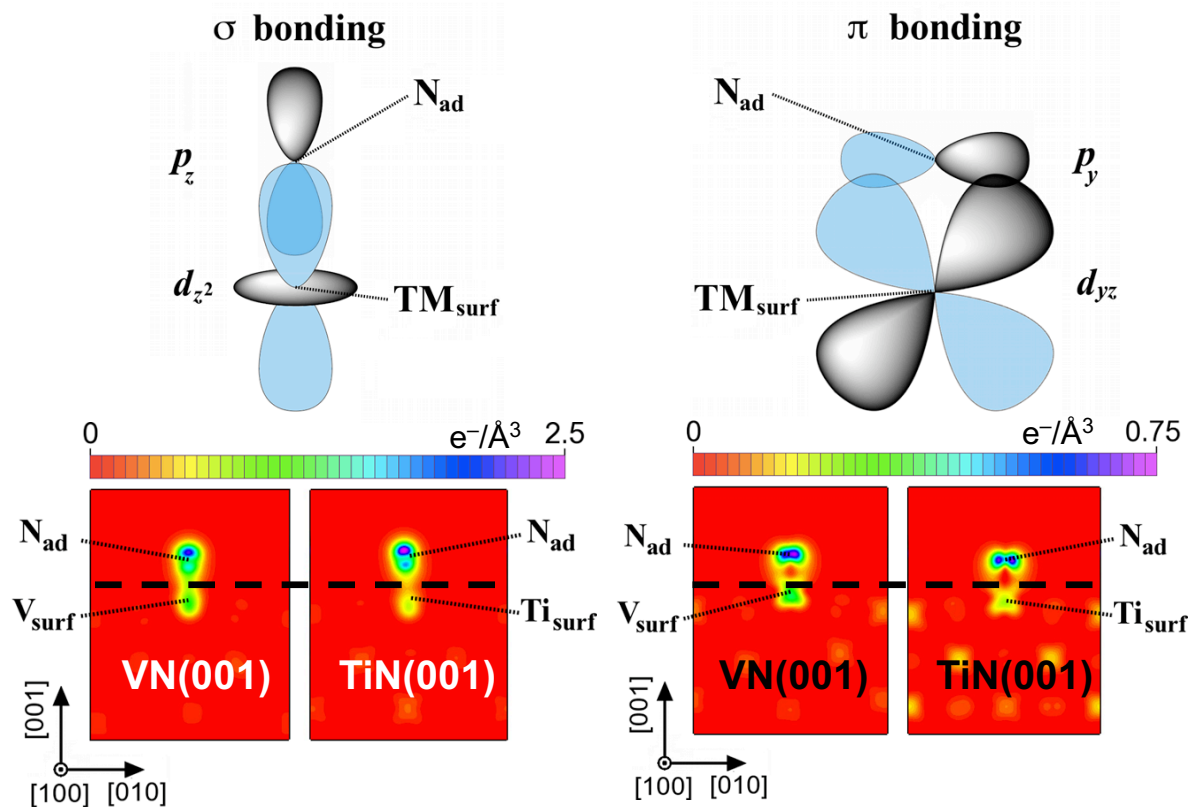 σ bonding
N_ad
p_z
d_z²
TM_surf
0 e⁻/Å³ 2.5
N_ad N_ad
V_surf Ti_surf
VN(001) TiN(001)
[001]
[100] [010]
π bonding
N_ad
p_y
TM_surf d_yz
0 e⁻/Å³ 0.75
N_ad N_ad
V_surf Ti_surf
VN(001) TiN(001)
[001]
[100] [010]